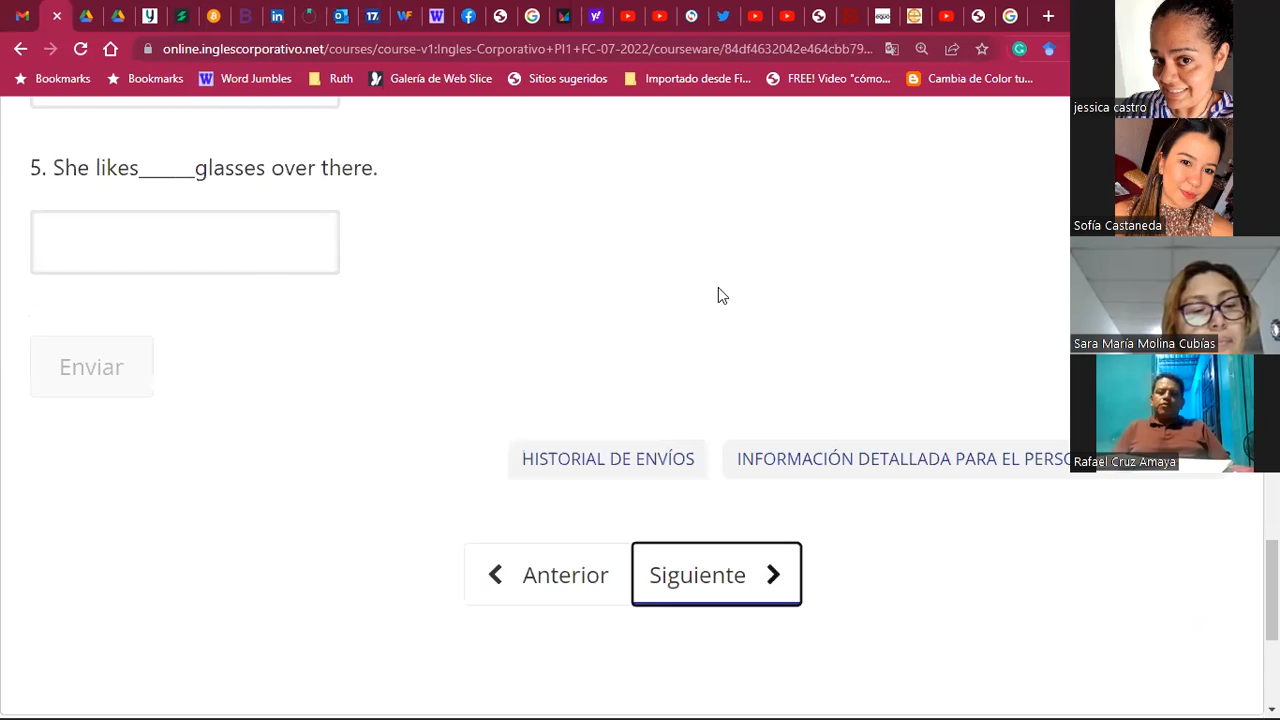 online.inglescorporativo.net/courses/course-v1:Ingles-Corporativo+PI1+FC-07-2022/courseware/84df4632042e464cbb79...
Bookmarks Bookmarks Word Jumbles Ruth Galería de Web Slice Sitios sugeridos Importado desde Fi... FREE! Video "cómo... Cambia de Color tu...
5. She likes______glasses over there.
Enviar
HISTORIAL DE ENVÍOS INFORMACIÓN DETALLADA PARA EL PERSO
Anterior Siguiente
jessica castro
Sofía Castaneda
Sara María Molina Cubías
Rafael Cruz Amaya